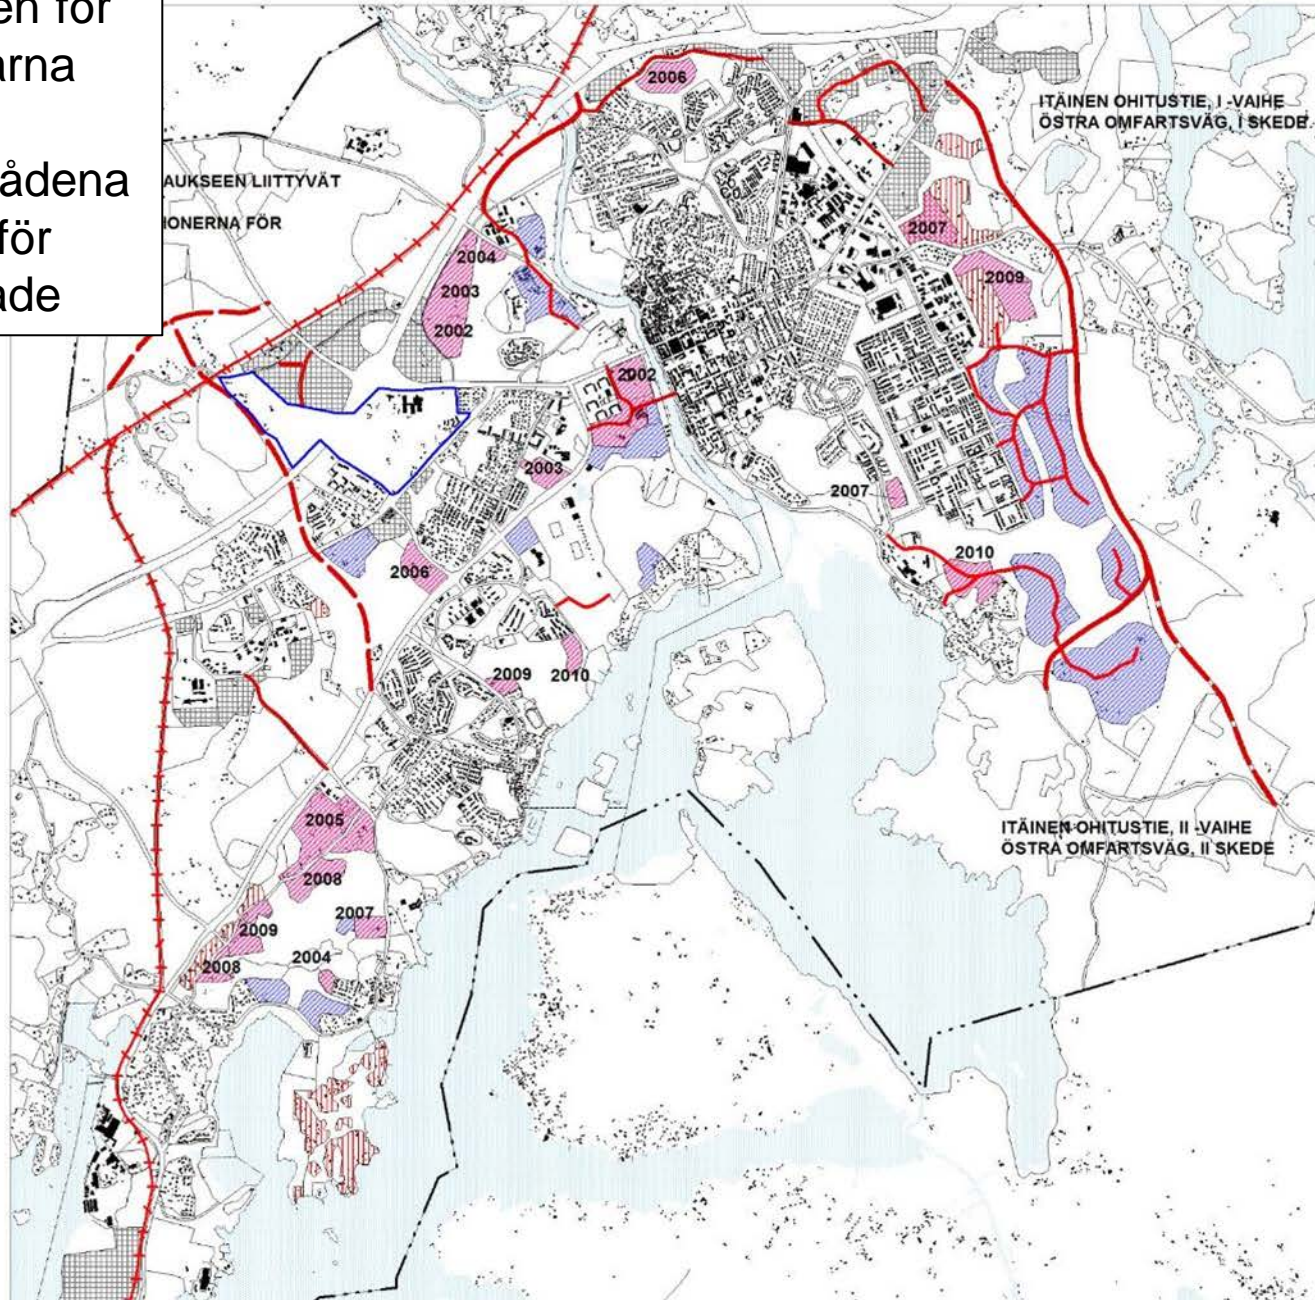 en för
arna
ådena
för
ade
AUKSEEN LIITTYVÄT
IONERNA FÖR
ITÄINEN OHITUSTIE, I -VAIHE
ÖSTRA OMFARTSVÄG, I SKEDE
2006
2007
2004
2003
2002
2009
2002
2003
2007
2010
2006
2009
2010
2005
2008
2007
2009
2008
2004
ITÄINEN OHITUSTIE, II -VAIHE
ÖSTRA OMFARTSVÄG, II SKEDE